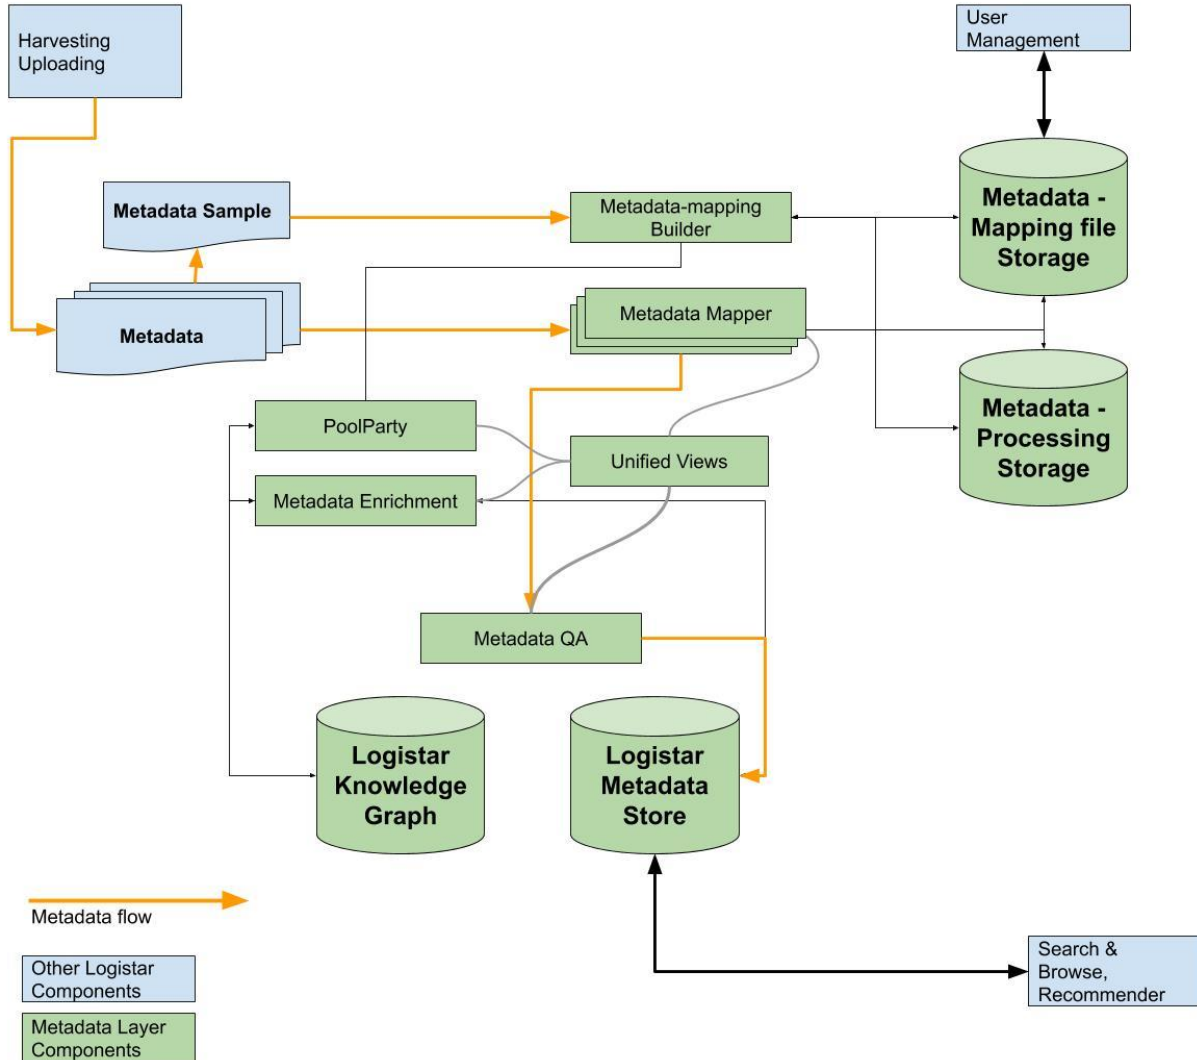 Harvesting
Uploading
User
Management
Metadata Sample
Metadata-mapping
Builder
Metadata -
Mapping file
Storage
Metadata
Metadata Mapper
Metadata -
Processing
Storage
PoolParty
Unified Views
Metadata Enrichment
Metadata QA
Logistar
Knowledge
Graph
Logistar
Metadata
Store
Metadata flow
Other Logistar
Components
Metadata Layer
Components
Search &
Browse,
Recommender